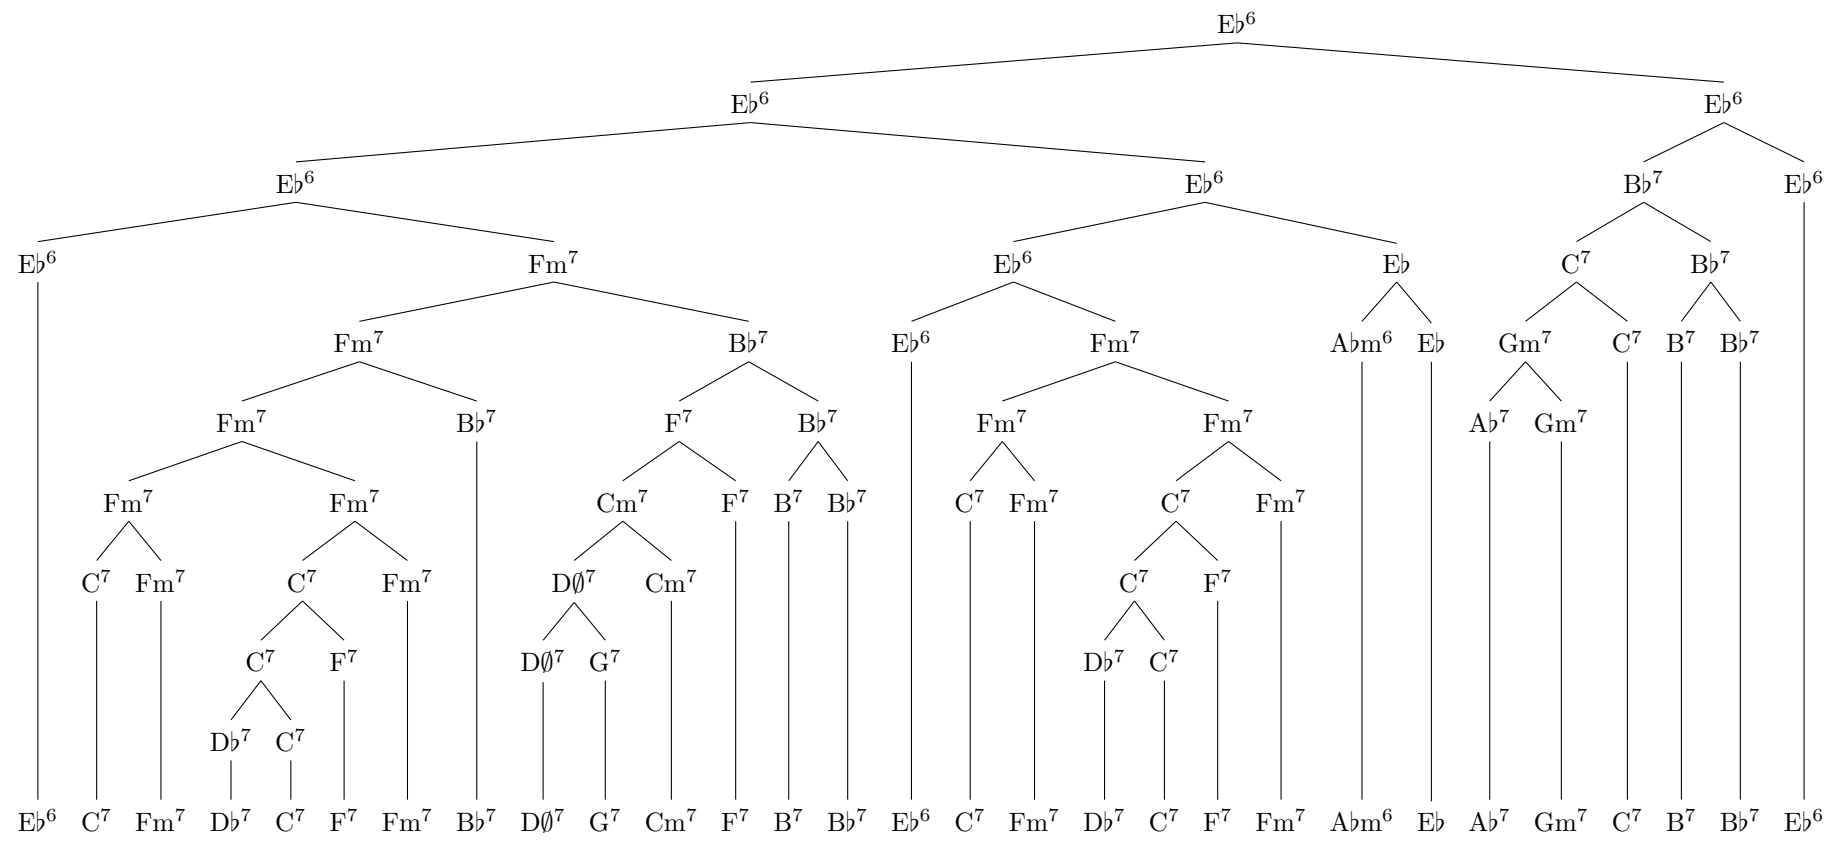 E♭⁶
E♭⁶ E♭⁶
E♭⁶ E♭⁶ B♭⁷ E♭⁶
E♭⁶ Fm⁷ E♭⁶ E♭ C⁷ B♭⁷
Fm⁷ B♭⁷ E♭⁶ Fm⁷ A♭m⁶ E♭ Gm⁷ C⁷ B⁷ B♭⁷
Fm⁷ B♭⁷ F⁷ B♭⁷ Fm⁷ Fm⁷ A♭⁷ Gm⁷
Fm⁷ Fm⁷ Cm⁷ F⁷ B⁷ B♭⁷ C⁷ Fm⁷ C⁷ Fm⁷
C⁷ Fm⁷ C⁷ Fm⁷ D∅⁷ Cm⁷ C⁷ F⁷
C⁷ F⁷ D∅⁷ G⁷ D♭⁷ C⁷
D♭⁷ C⁷
E♭⁶ C⁷ Fm⁷ D♭⁷ C⁷ F⁷ Fm⁷ B♭⁷ D∅⁷ G⁷ Cm⁷ F⁷ B⁷ B♭⁷ E♭⁶ C⁷ Fm⁷ D♭⁷ C⁷ F⁷ Fm⁷ A♭m⁶ E♭ A♭⁷ Gm⁷ C⁷ B⁷ B♭⁷ E♭⁶